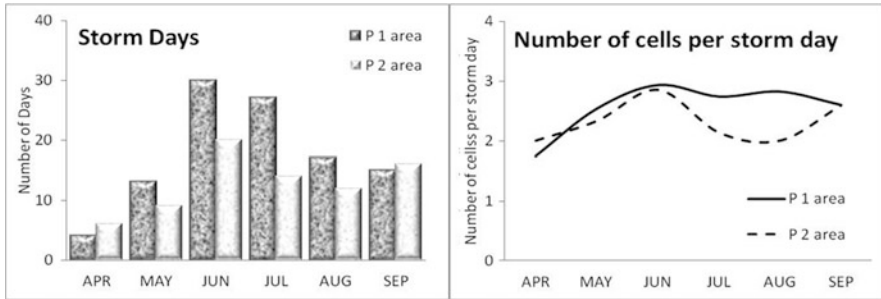 Storm Days
P 1 area
P 2 area
Number of Days
40
30
20
10
0
APR MAY JUN JUL AUG SEP
Number of cells per storm day
Number of cellss per storm day
4
3
2
1
0
P 1 area
P 2 area
APR MAY JUN JUL AUG SEP